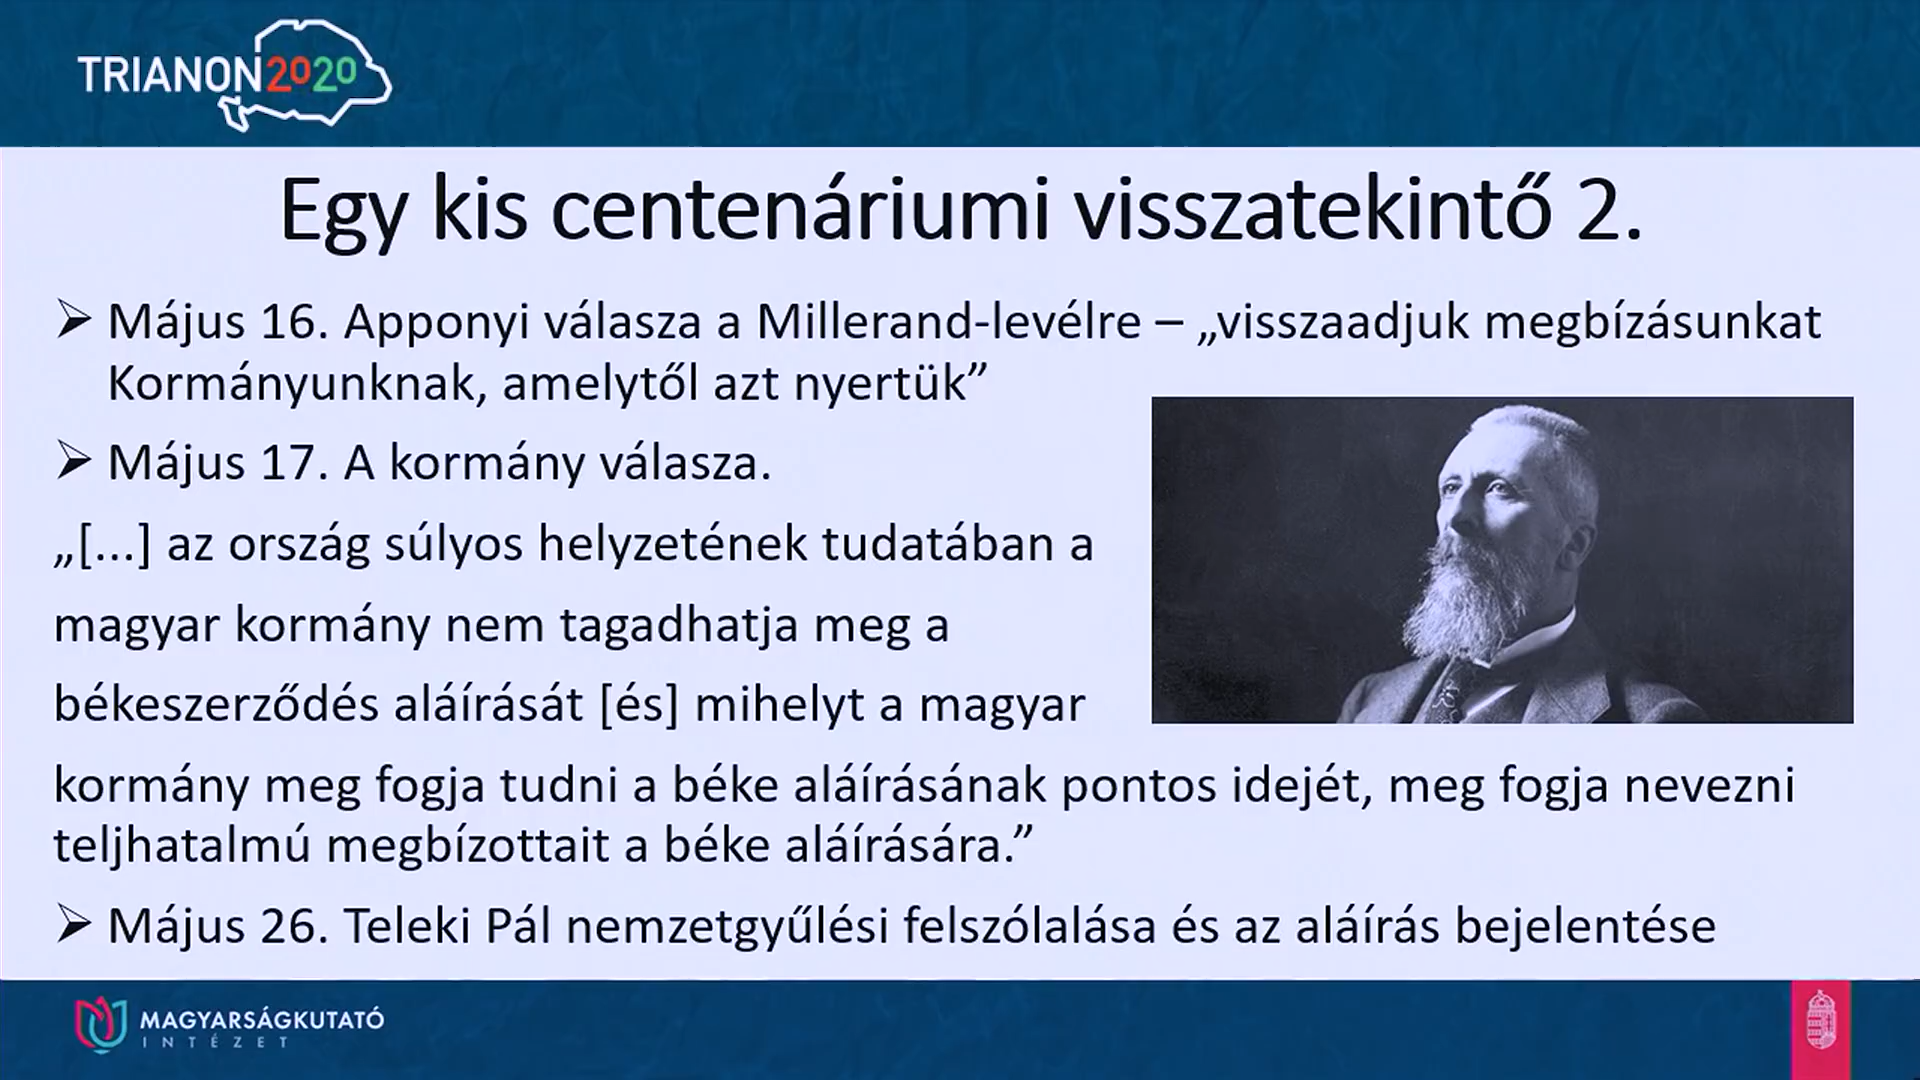 TRIANON2020
Egy kis centenáriumi visszatekintő 2.
➢ Május 16. Apponyi válasza a Millerand-levélre – „visszaadjuk megbízásunkat
Kormányunknak, amelytől azt nyertük”
➢ Május 17. A kormány válasza.
„[...] az ország súlyos helyzetének tudatában a
magyar kormány nem tagadhatja meg a
békeszerződés aláírását [és] mihelyt a magyar
kormány meg fogja tudni a béke aláírásának pontos idejét, meg fogja nevezni
teljhatalmú megbízottait a béke aláírására.”
➢ Május 26. Teleki Pál nemzetgyűlési felszólalása és az aláírás bejelentése
MAGYARSÁGKUTATÓ
INTÉZET